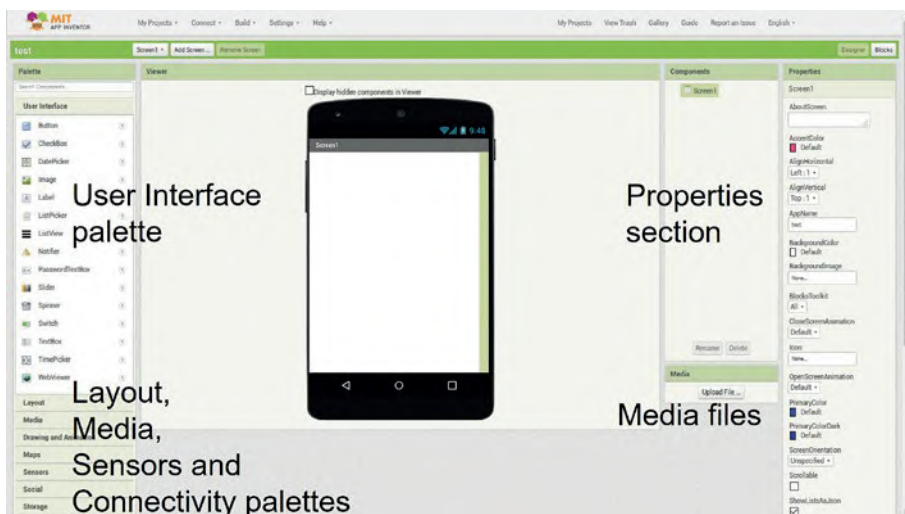 MIT
APP INVENTOR
My Projects
Connect
Build
Settings
Help
My Projects
View Trash
Gallery
Guide
Report an Issue
English
test
Screen1
Add Screen ...
Remove Screen
Designer
Blocks
Palette
Search Components...
User Interface
Button
CheckBox
DatePicker
Image
Label
ListPicker
ListView
Notifier
PasswordTextBox
Slider
Spinner
Switch
TextBox
TimePicker
WebViewer
Layout
Media
Drawing and Animation
Maps
Sensors
Social
Storage
User Interface
palette
Layout,
Media,
Sensors and
Connectivity palettes
Viewer
Display hidden components in Viewer
9:48
Screen1
Components
Screen1
Rename
Delete
Media
Upload File ...
Properties
section
Media files
Properties
Screen1
AboutScreen
AccentColor
Default
AlignHorizontal
Left : 1
AlignVertical
Top : 1
AppName
test
BackgroundColor
Default
BackgroundImage
None...
BlocksToolkit
All
CloseScreenAnimation
Default
Icon
None...
OpenScreenAnimation
Default
PrimaryColor
Default
PrimaryColorDark
Default
ScreenOrientation
Unspecified
Scrollable
ShowListsAsJson